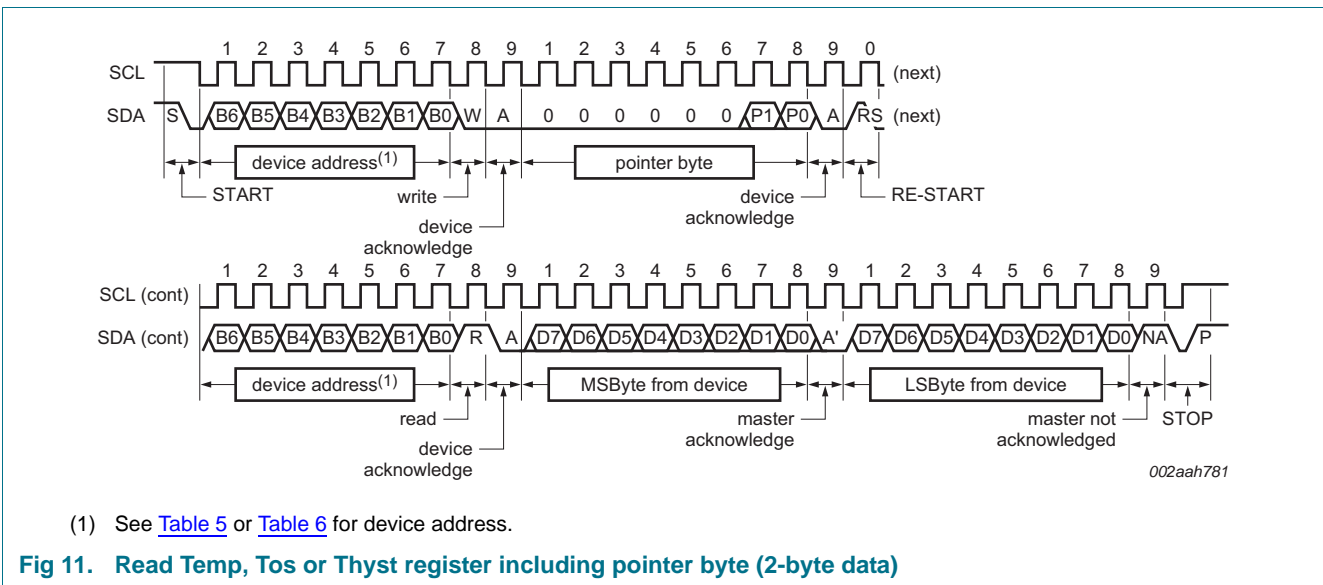 1 2 3 4 5 6 7 8 9 1 2 3 4 5 6 7 8 9 0
SCL (next)
SDA S B6 B5 B4 B3 B2 B1 B0 W A 0 0 0 0 0 0 P1 P0 A RS (next)
device address(1) pointer byte
START write device RE-START
device acknowledge
acknowledge
1 2 3 4 5 6 7 8 9 1 2 3 4 5 6 7 8 9 1 2 3 4 5 6 7 8 9
SCL (cont)
SDA (cont) B6 B5 B4 B3 B2 B1 B0 R A D7 D6 D5 D4 D3 D2 D1 D0 A' D7 D6 D5 D4 D3 D2 D1 D0 NA P
device address(1) MSByte from device LSByte from device
read master master not STOP
device acknowledge acknowledged
acknowledge
002aah781
(1) See Table 5 or Table 6 for device address.
Fig 11. Read Temp, Tos or Thyst register including pointer byte (2-byte data)